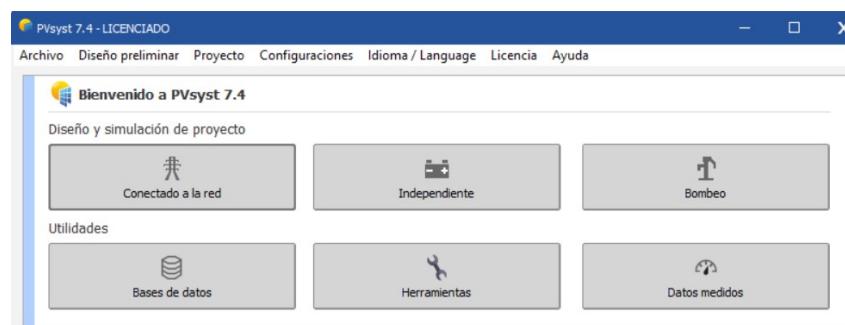 PVsyst 7.4 - LICENCIADO
Archivo Diseño preliminar Proyecto Configuraciones Idioma / Language Licencia Ayuda
Bienvenido a PVsyst 7.4
Diseño y simulación de proyecto
Conectado a la red Independiente Bombeo
Utilidades
Bases de datos Herramientas Datos medidos